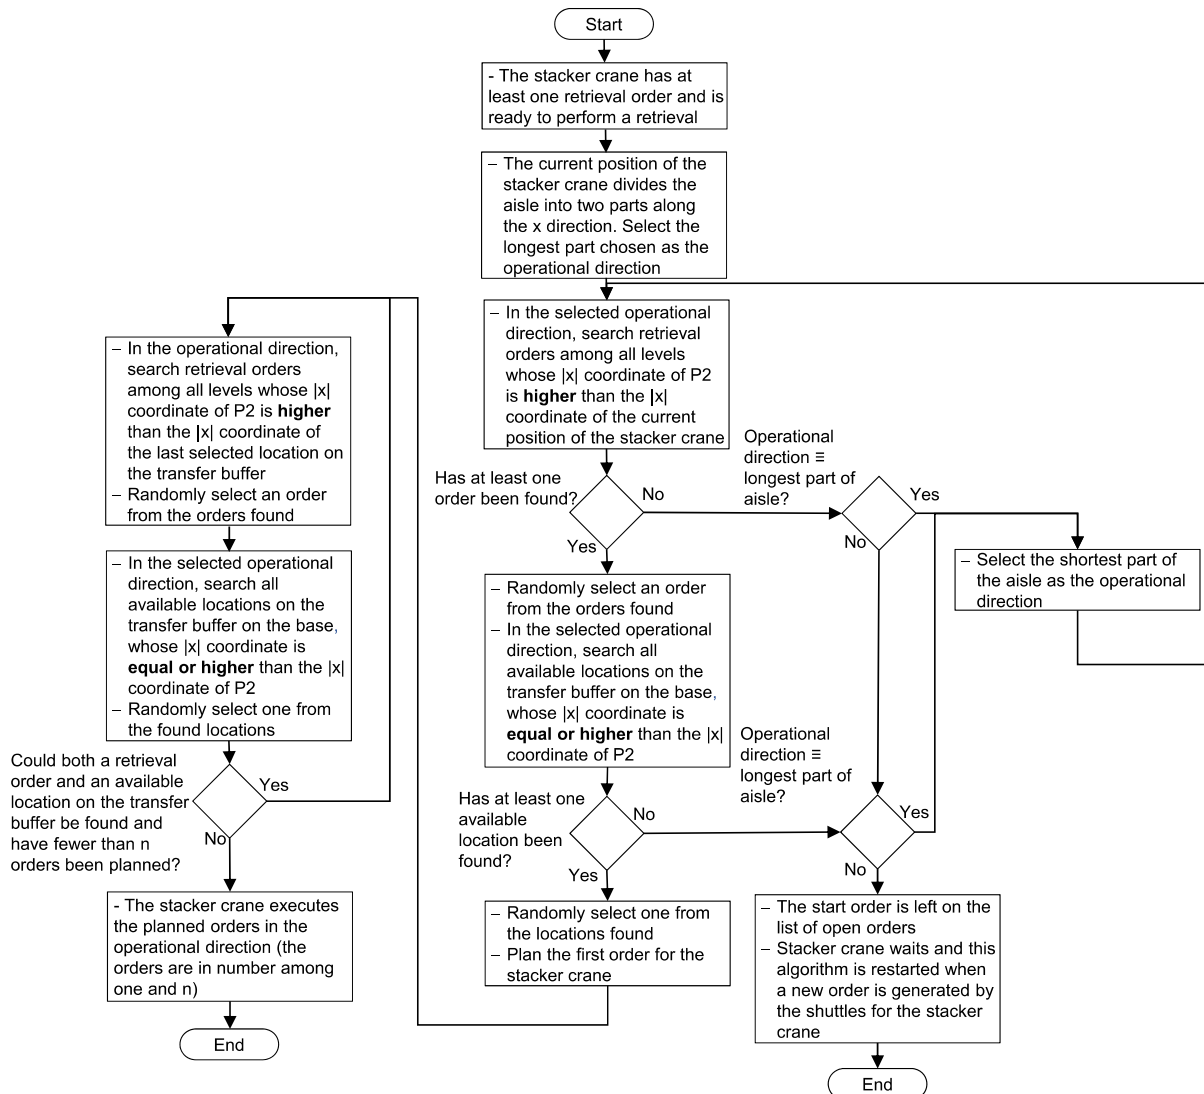 Start
- The stacker crane has at
least one retrieval order and is
ready to perform a retrieval
– The current position of the
stacker crane divides the
aisle into two parts along
the x direction. Select the
longest part chosen as the
operational direction
– In the selected operational
direction, search retrieval
orders among all levels
whose |x| coordinate of P2
is higher than the |x|
coordinate of the current
position of the stacker crane
Has at least one
order been found?
No
Yes
Operational
direction ≡
longest part of
aisle?
Yes
No
– Select the shortest part of
the aisle as the operational
direction
– Randomly select an order
from the orders found
– In the selected operational
direction, search all
available locations on the
transfer buffer on the base,
whose |x| coordinate is
equal or higher than the |x|
coordinate of P2
Has at least one
available
location been
found?
No
Yes
Operational
direction ≡
longest part of
aisle?
Yes
No
– Randomly select one from
the locations found
– Plan the first order for the
stacker crane
– The start order is left on the
list of open orders
– Stacker crane waits and this
algorithm is restarted when
a new order is generated by
the shuttles for the stacker
crane
End
– In the operational direction,
search retrieval orders
among all levels whose |x|
coordinate of P2 is higher
than the |x| coordinate of
the last selected location on
the transfer buffer
– Randomly select an order
from the orders found
– In the selected operational
direction, search all
available locations on the
transfer buffer on the base,
whose |x| coordinate is
equal or higher than the |x|
coordinate of P2
– Randomly select one from
the found locations
Could both a retrieval
order and an available
location on the transfer
buffer be found and
have fewer than n
orders been planned?
Yes
No
- The stacker crane executes
the planned orders in the
operational direction (the
orders are in number among
one and n)
End